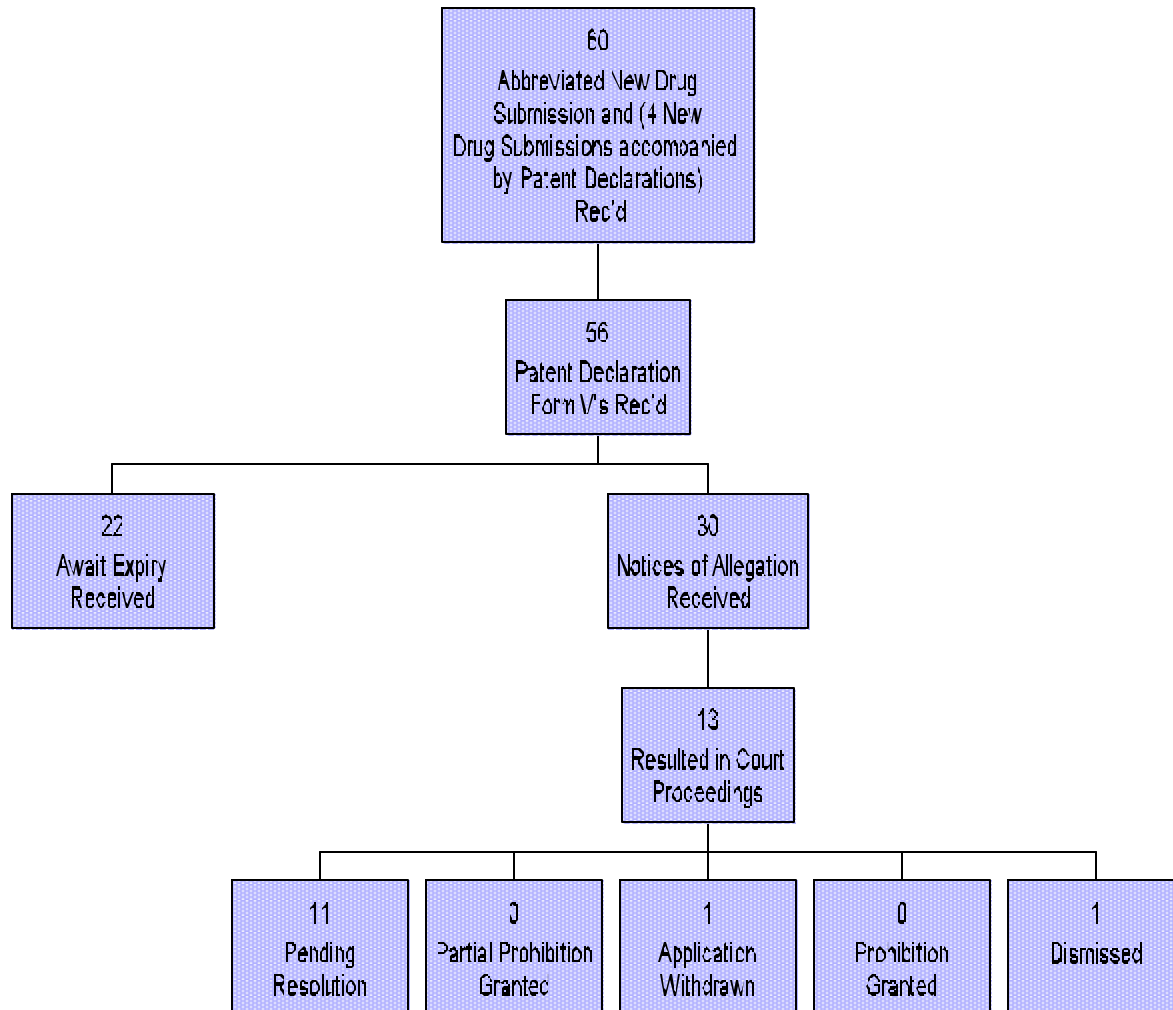 60
Abbreviated New Drug
Submission and (4 New
Drug Submissions accompanied
by Patent Declarations)
Rec'd
56
Patent Declaration
Form V's Rec'd
22
Await Expiry
Received
30
Notices of Allegation
Received
13
Resulted in Court
Proceedings
11
Pending
Resolution
0
Partial Prohibition
Granted
1
Application
Withdrawn
0
Prohibition
Granted
1
Dismissed